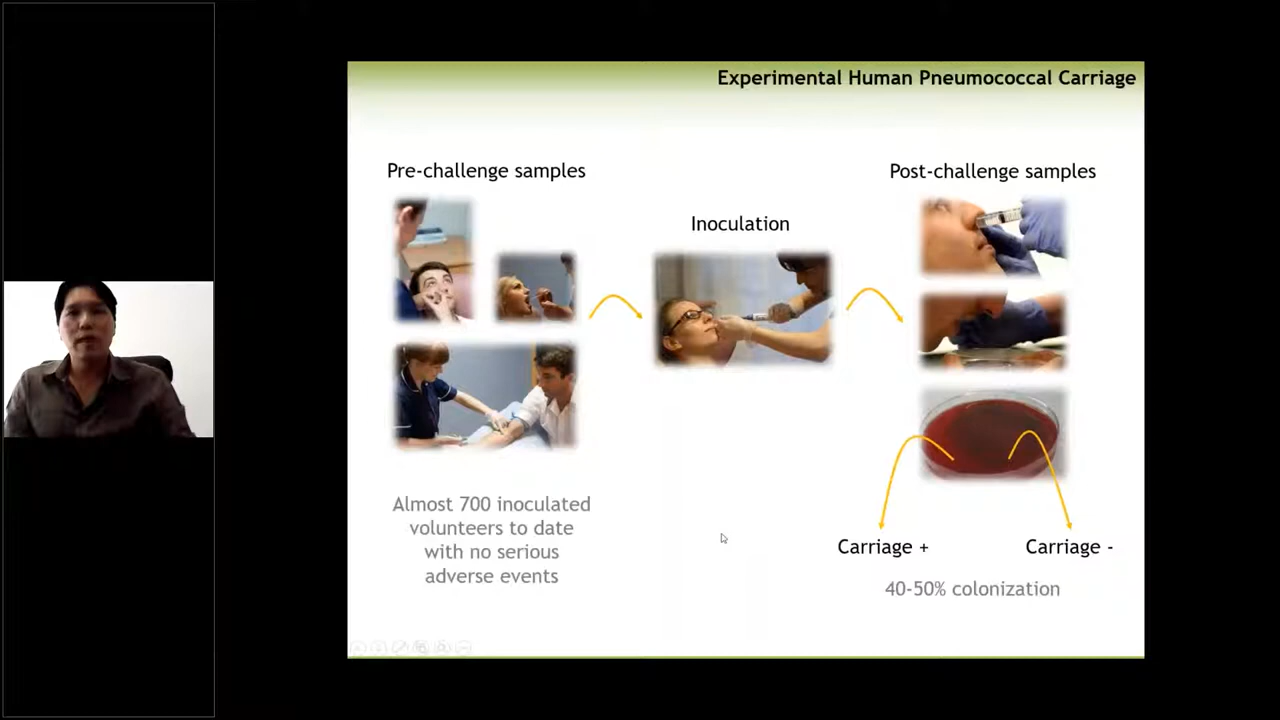 Experimental Human Pneumococcal Carriage
Pre-challenge samples
Inoculation
Post-challenge samples
Almost 700 inoculated
volunteers to date
with no serious
adverse events
Carriage +
Carriage -
40-50% colonization